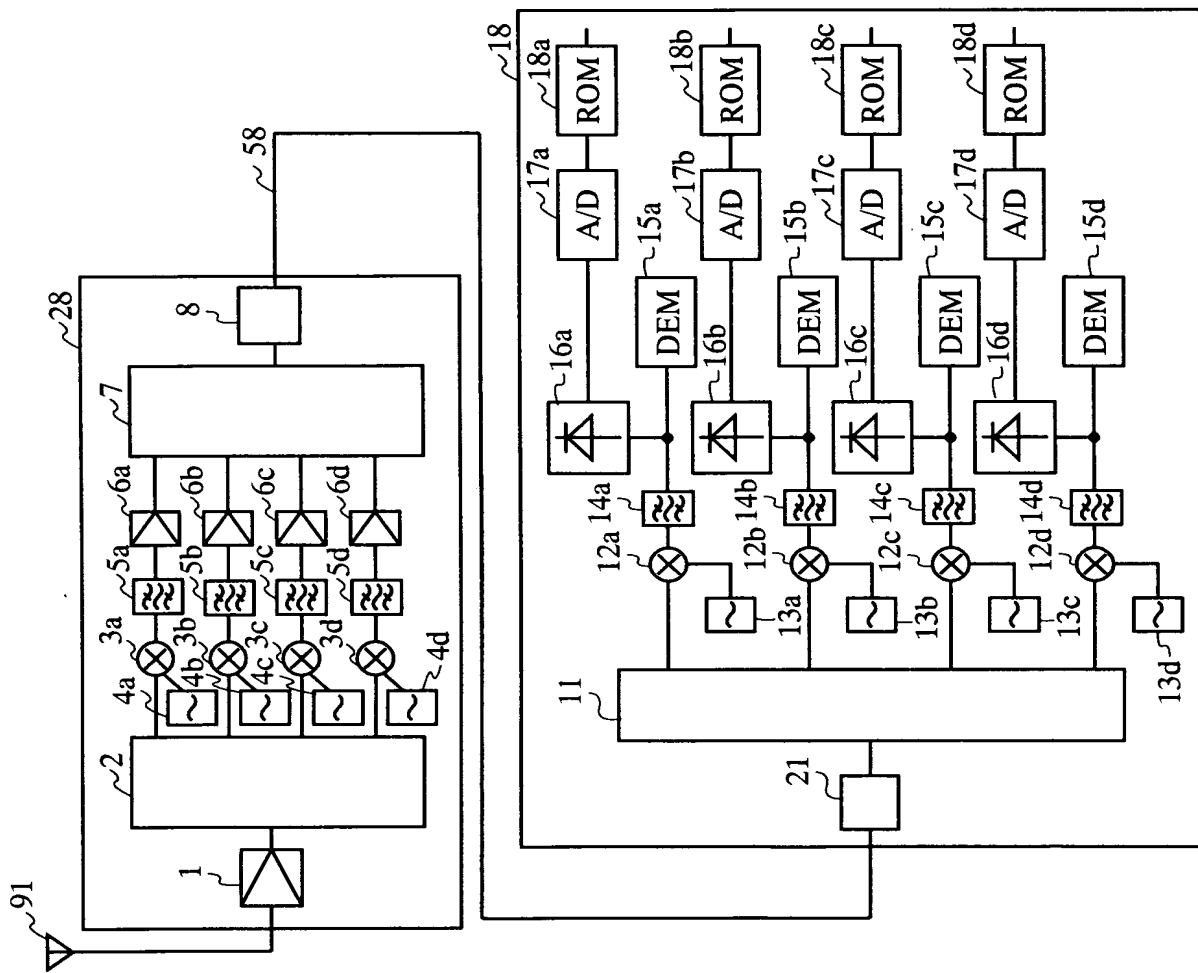 91
28
1
2
4a
3a
5a
6a
4b
3b
5b
6b
4c
3c
5c
6c
4d
3d
5d
6d
7
8
58
18
21
11
12a
13a
14a
16a
DEM
15a
A/D
17a
ROM
18a
12b
13b
14b
16b
DEM
15b
A/D
17b
ROM
18b
12c
13c
14c
16c
DEM
15c
A/D
17c
ROM
18c
12d
13d
14d
16d
DEM
15d
A/D
17d
ROM
18d